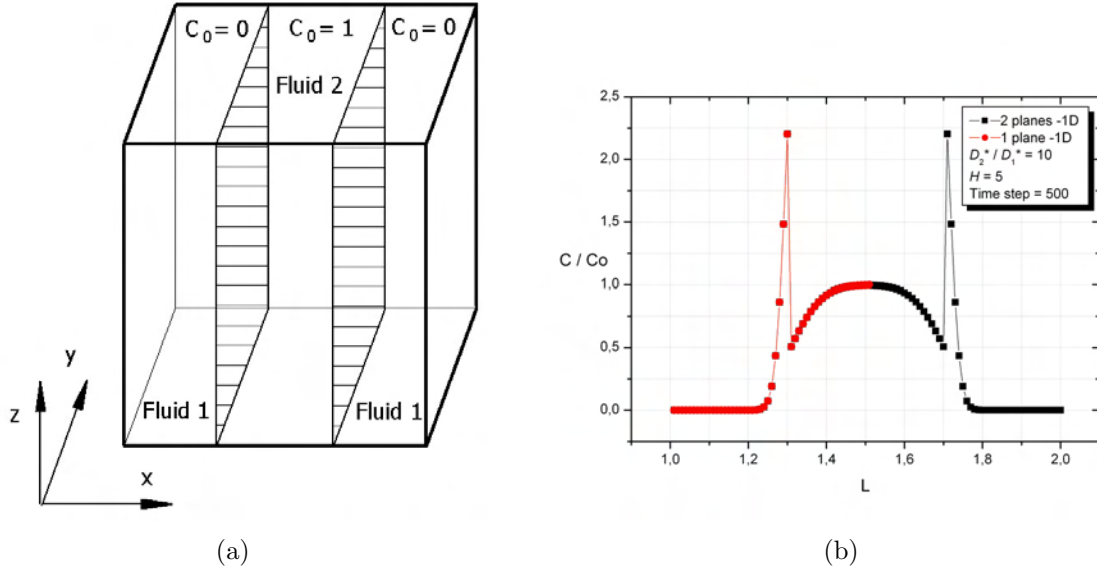 C0=0 C0=1 C0=0
Fluid 2
Fluid 1 Fluid 1
y
z
x
(a)
2 planes -1D
1 plane -1D
D2* / D1* = 10
H = 5
Time step = 500
2,5
2,0
1,5
C / Co
1,0
0,5
0,0
1,0 1,2 1,4 1,6 1,8 2,0
L
(b)